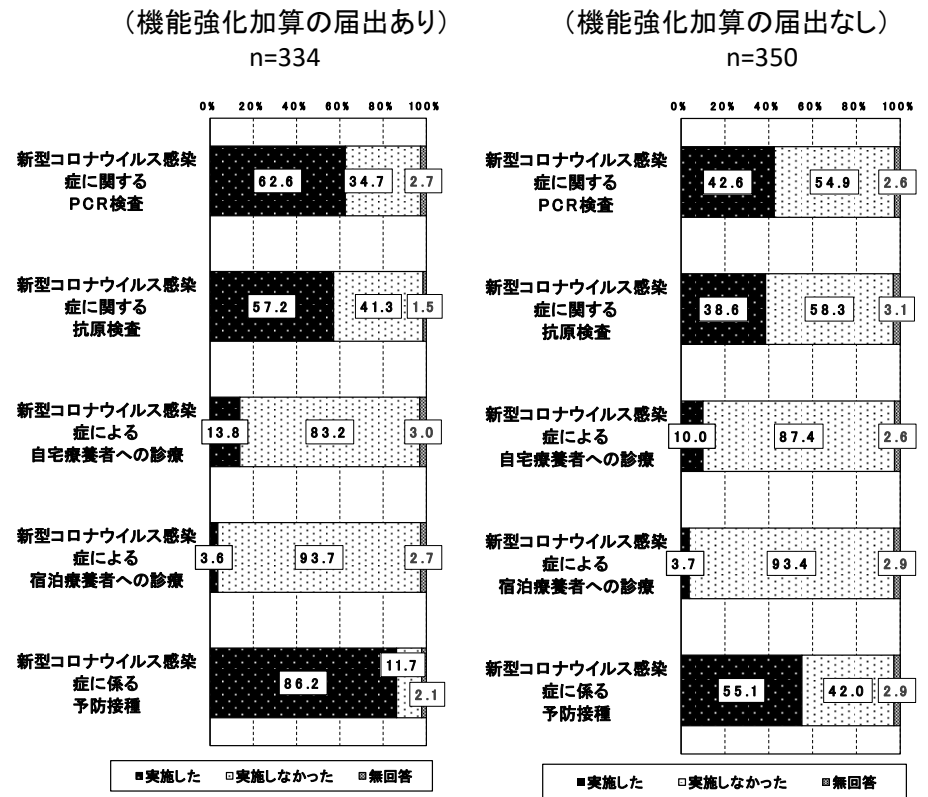 （機能強化加算の届出あり）
n=334
0% 20% 40% 60% 80% 100%
新型コロナウイルス感染
症に関する
PCR検査
62.6 34.7 2.7
新型コロナウイルス感染
症に関する
抗原検査
57.2 41.3 1.5
新型コロナウイルス感染
症による
自宅療養者への診療
13.8 83.2 3.0
新型コロナウイルス感染
症による
宿泊療養者への診療
3.6 93.7 2.7
新型コロナウイルス感染
症に係る
予防接種
86.2 11.7 2.1
■実施した □実施しなかった ▩無回答
（機能強化加算の届出なし）
n=350
0% 20% 40% 60% 80% 100%
新型コロナウイルス感染
症に関する
PCR検査
42.6 54.9 2.6
新型コロナウイルス感染
症に関する
抗原検査
38.6 58.3 3.1
新型コロナウイルス感染
症による
自宅療養者への診療
10.0 87.4 2.6
新型コロナウイルス感染
症による
宿泊療養者への診療
3.7 93.4 2.9
新型コロナウイルス感染
症に係る
予防接種
55.1 42.0 2.9
■実施した □実施しなかった ▩無回答